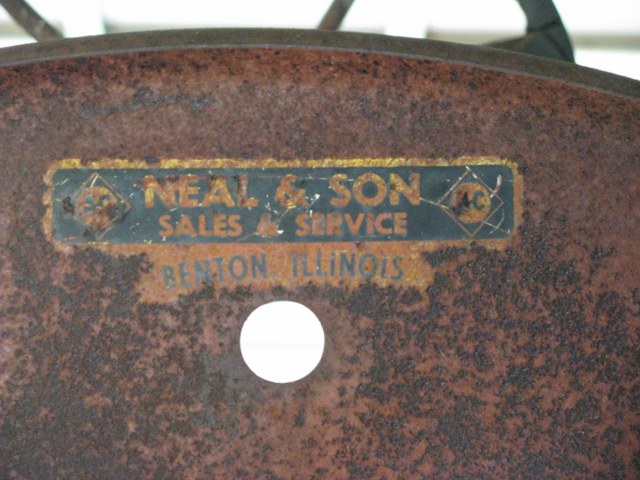 NEAL & SON
SALES & SERVICE
BENTON, ILLINOIS